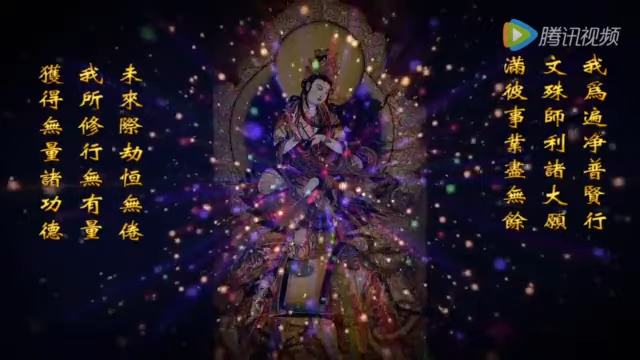 腾讯视频
我為遍净普賢行
文殊師利諸大願
滿彼事業盡無餘
未來際劫恒無倦
我所修行無有量
獲得無量諸功德